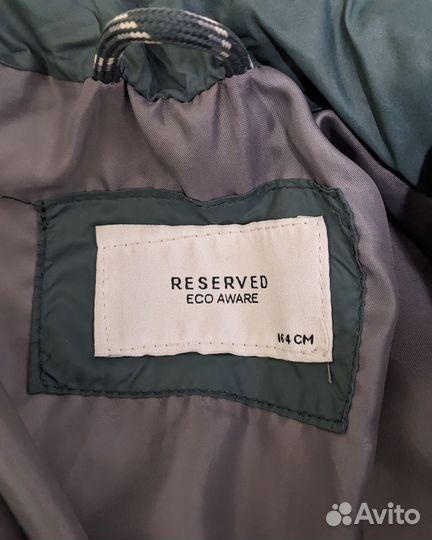 RESERVED
ECO AWARE
164 CM
Avito